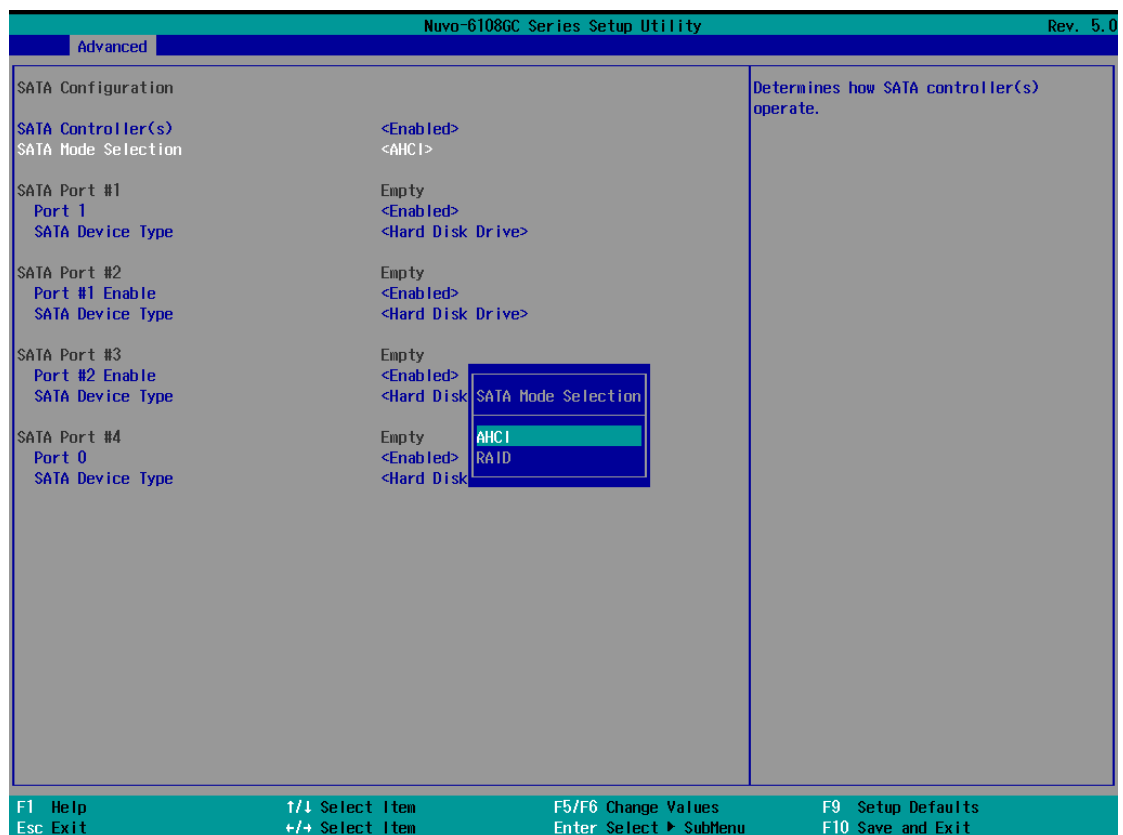 Nuvo-6108GC Series Setup Utility Rev. 5.0
Advanced
SATA Configuration
SATA Controller(s) <Enabled>
SATA Mode Selection <AHCI>
SATA Port #1 Empty
Port 1 <Enabled>
SATA Device Type <Hard Disk Drive>
SATA Port #2 Empty
Port #1 Enable <Enabled>
SATA Device Type <Hard Disk Drive>
SATA Port #3 Empty
Port #2 Enable <Enabled>
SATA Device Type <Hard Disk
SATA Port #4 Empty
Port 0 <Enabled>
SATA Device Type <Hard Disk
SATA Mode Selection
AHCI
RAID
Determines how SATA controller(s)
operate.
F1 Help ↑/↓ Select Item F5/F6 Change Values F9 Setup Defaults
Esc Exit ←/→ Select Item Enter Select ▶ SubMenu F10 Save and Exit